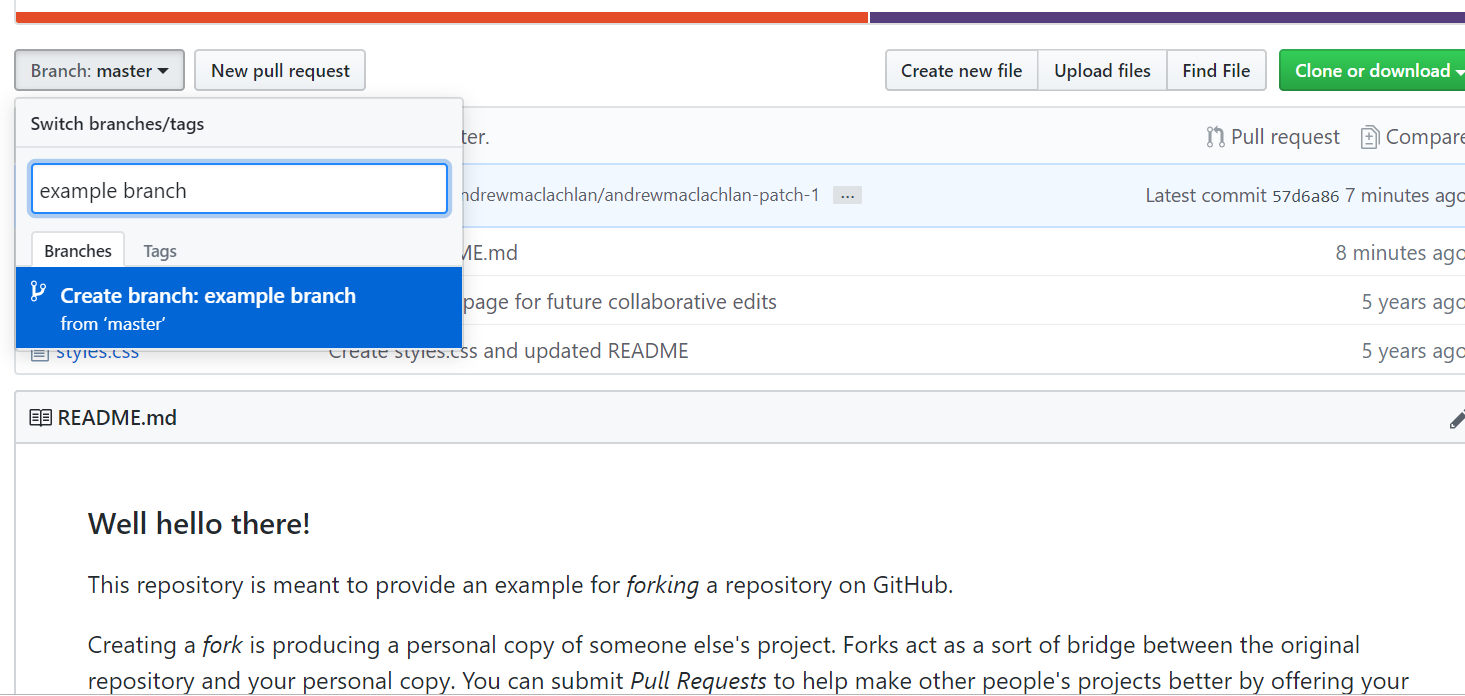 Branch: master New pull request Create new file Upload files Find File Clone or download
Switch branches/tags
ter. Pull request Compare
example branch
ndrewmaclachlan/andrewmaclachlan-patch-1 ... Latest commit 57d6a86 7 minutes ago
Branches Tags
ME.md 8 minutes ago
Create branch: example branch
from ‘master’
page for future collaborative edits 5 years ago
styles.css Create styles.css and updated README 5 years ago
README.md
Well hello there!
This repository is meant to provide an example for forking a repository on GitHub.
Creating a fork is producing a personal copy of someone else's project. Forks act as a sort of bridge between the original
repository and your personal copy. You can submit Pull Requests to help make other people's projects better by offering your